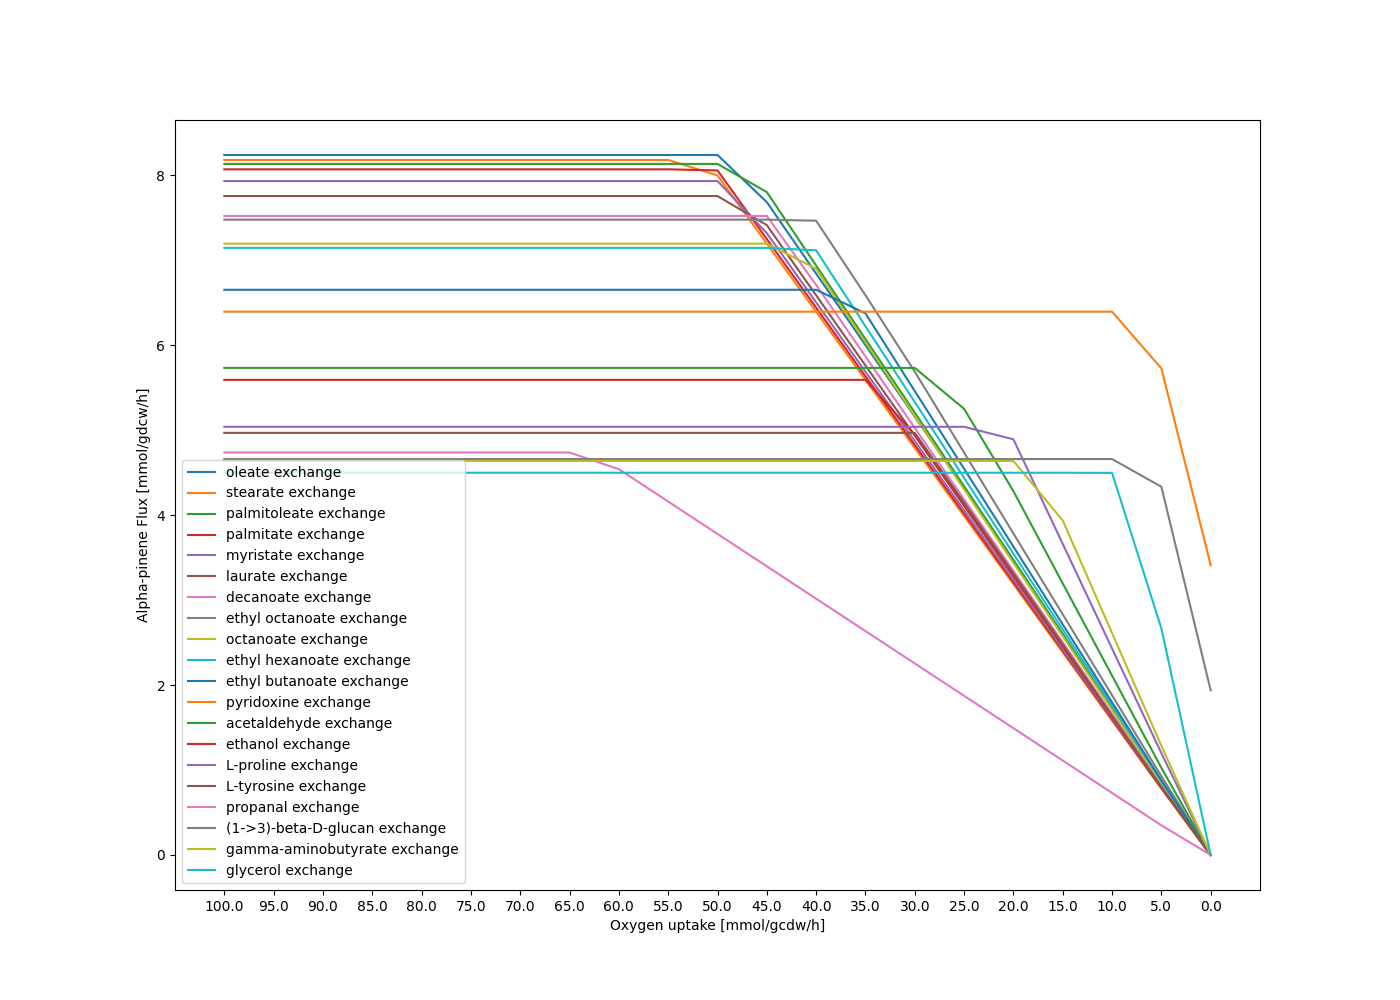 8
6
4
2
0
Alpha-pinene Flux [mmol/gdcw/h]
oleate exchange
stearate exchange
palmitoleate exchange
palmitate exchange
myristate exchange
laurate exchange
decanoate exchange
ethyl octanoate exchange
octanoate exchange
ethyl hexanoate exchange
ethyl butanoate exchange
pyridoxine exchange
acetaldehyde exchange
ethanol exchange
L-proline exchange
L-tyrosine exchange
propanal exchange
(1->3)-beta-D-glucan exchange
gamma-aminobutyrate exchange
glycerol exchange
100.0 95.0 90.0 85.0 80.0 75.0 70.0 65.0 60.0 55.0 50.0 45.0 40.0 35.0 30.0 25.0 20.0 15.0 10.0 5.0 0.0
Oxygen uptake [mmol/gcdw/h]